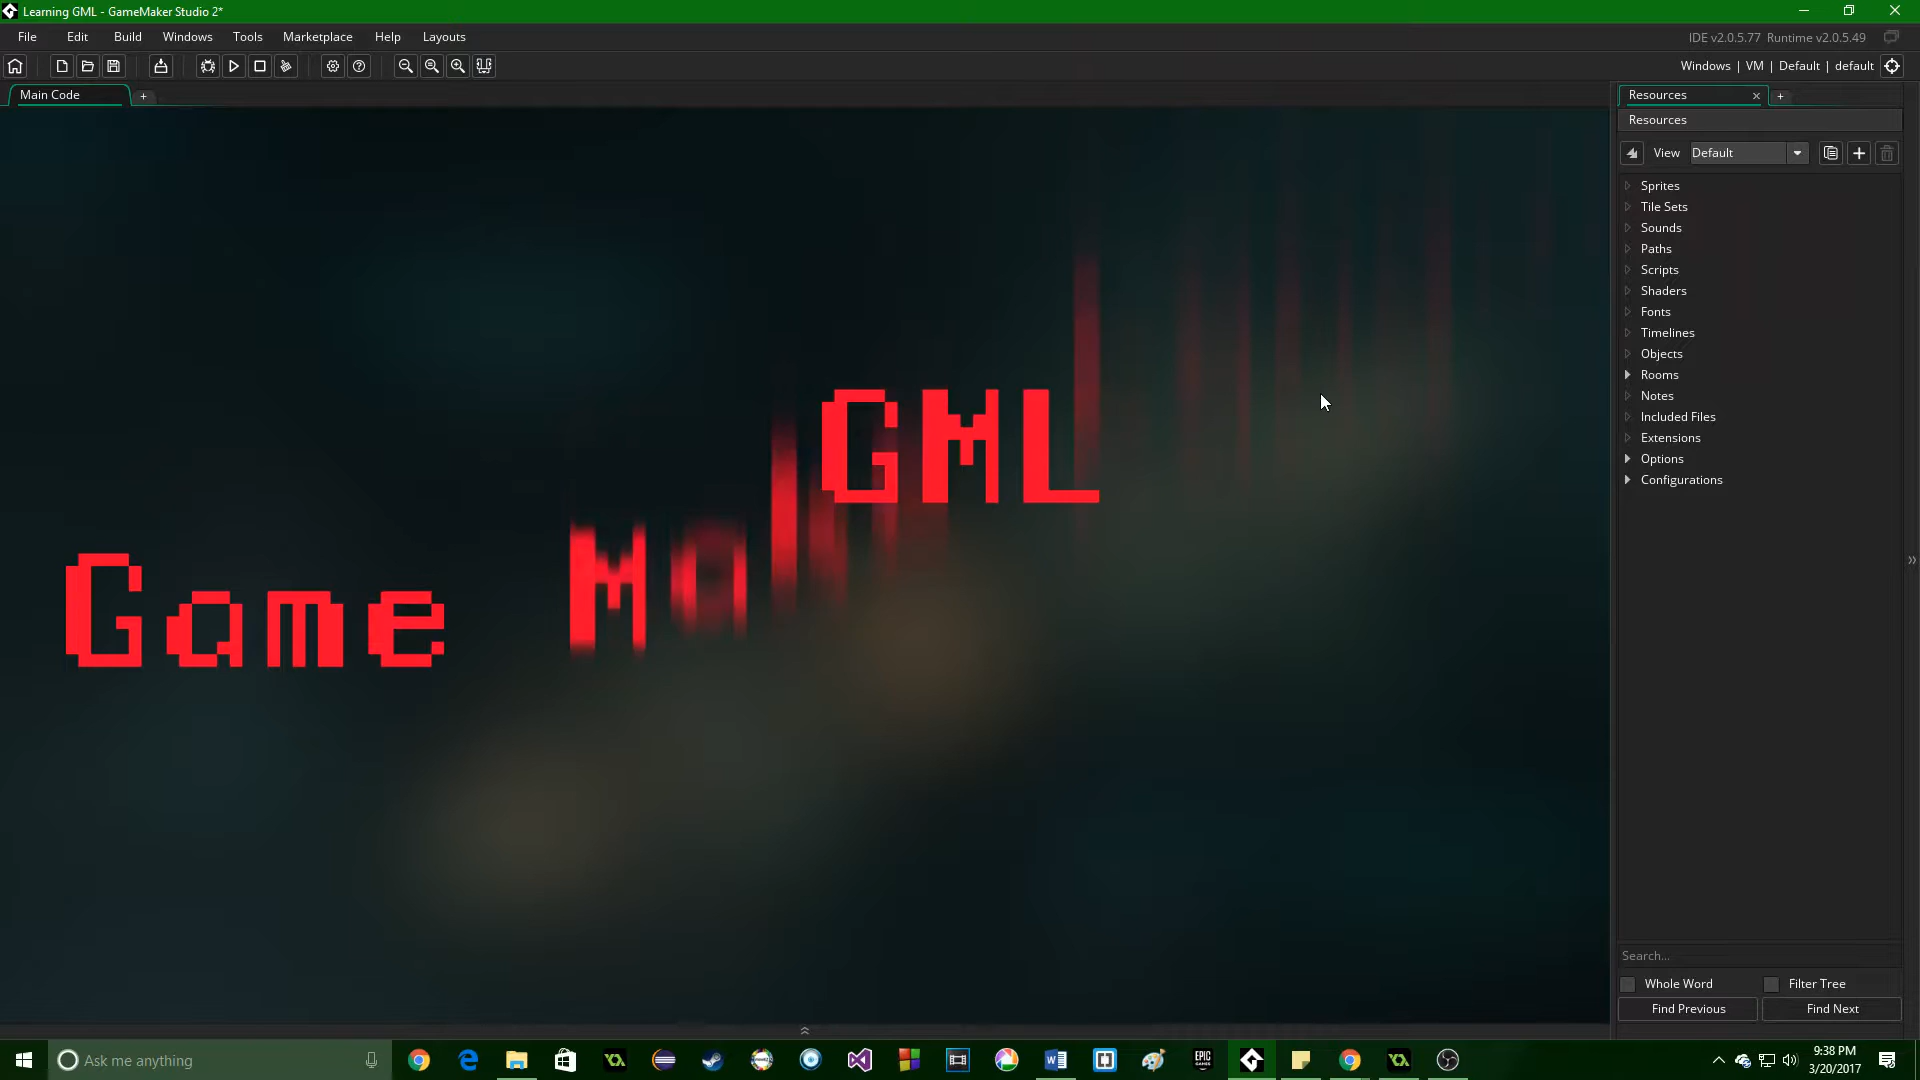 Learning GML - GameMaker Studio 2*
File Edit Build Windows Tools Marketplace Help Layouts
IDE v2.0.5.77 Runtime v2.0.5.49
Windows | VM | Default | default
Main Code
Resources
Resources
View Default
Sprites
Tile Sets
Sounds
Paths
Scripts
Shaders
Fonts
Timelines
Objects
Rooms
Notes
Included Files
Extensions
Options
Configurations
GML
Game
Search...
Whole Word Filter Tree
Find Previous Find Next
Ask me anything
EPIC GAMES
9:38 PM
3/20/2017